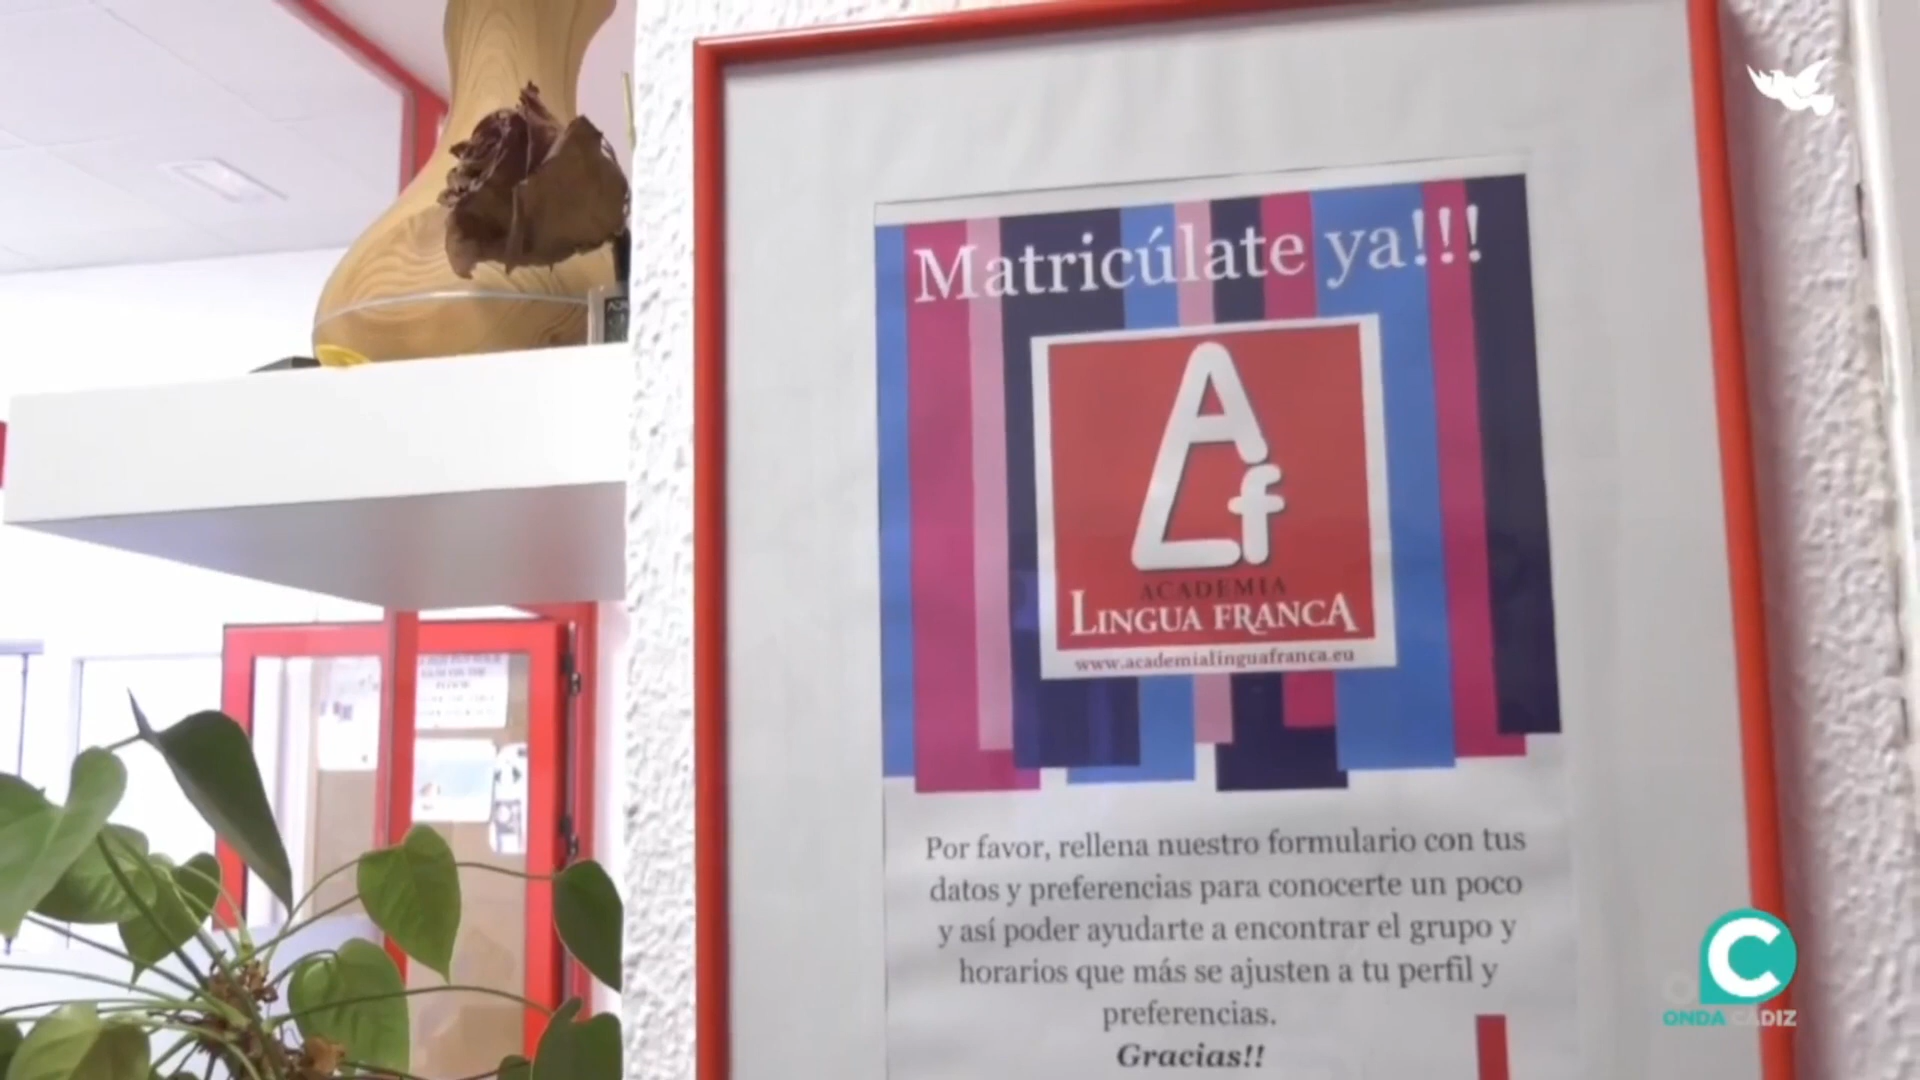 Matricúlate ya!!!
ALf
ACADEMIA
LINGUA FRANCA
www.academialinguafranca.eu
Por favor, rellena nuestro formulario con tus
datos y preferencias para conocerte un poco
y así poder ayudarte a encontrar el grupo y
horarios que más se ajusten a tu perfil y
preferencias.
Gracias!!
C
ONDA CADIZ